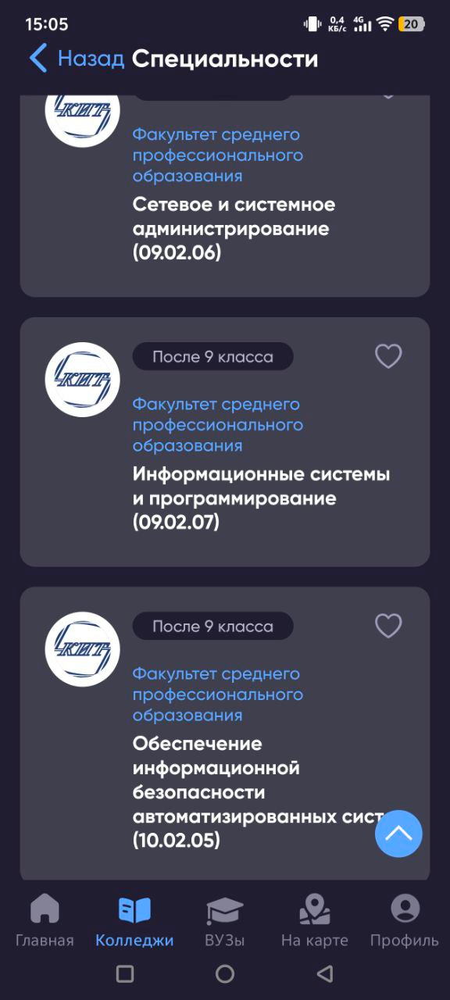 15:05
0,4
КБ/с
4G
20
Назад Специальности
КИТ
Факультет среднего
профессионального
образования
Сетевое и системное
администрирование
(09.02.06)
КИТ
После 9 класса
Факультет среднего
профессионального
образования
Информационные системы
и программирование
(09.02.07)
КИТ
После 9 класса
Факультет среднего
профессионального
образования
Обеспечение
информационной
безопасности
автоматизированных сист
(10.02.05)
Главная
Колледжи
ВУЗы
На карте
Профиль